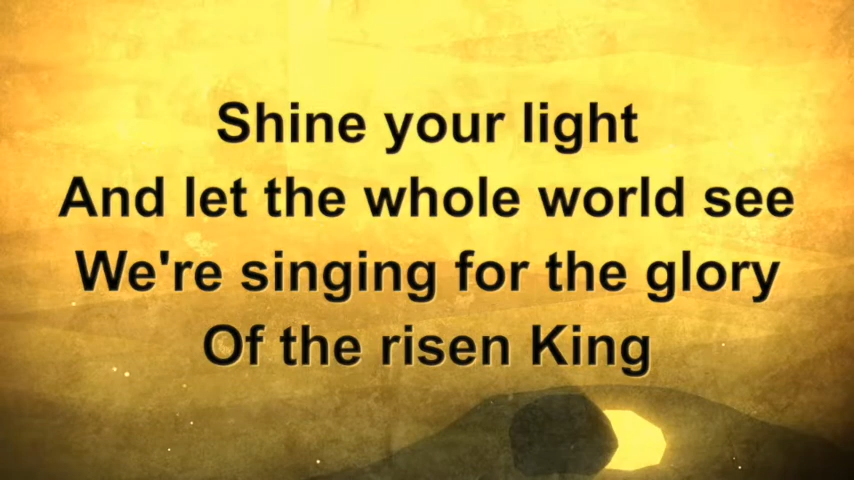 Shine your light
And let the whole world see
We're singing for the glory
Of the risen King